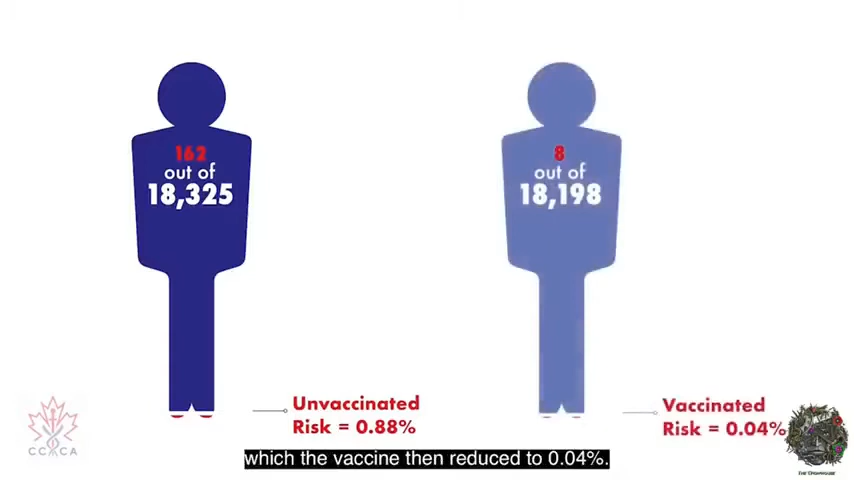 162
out of
18,325
8
out of
18,198
Unvaccinated
Risk = 0.88%
Vaccinated
Risk = 0.04%
CCCA
which the vaccine then reduced to 0.04%.